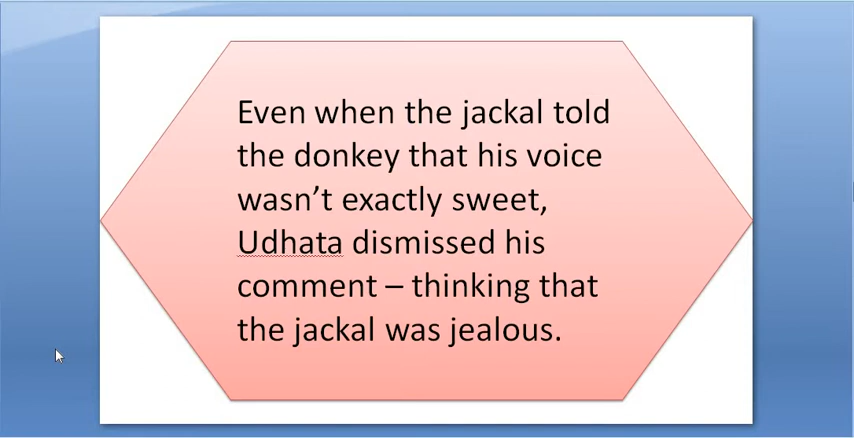 Even when the jackal told
the donkey that his voice
wasn’t exactly sweet,
Udhata dismissed his
comment – thinking that
the jackal was jealous.